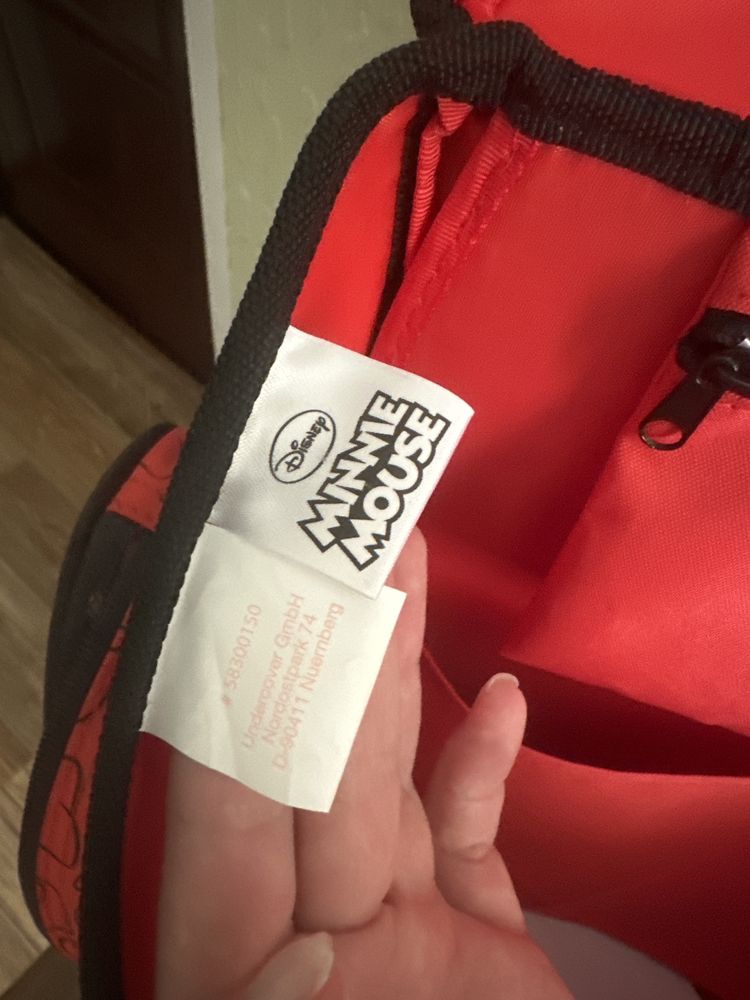 Disney
MINNIE
MOUSE
# 58300150
Undercover GmbH
Nordostpark 74
D-90411 Nuernberg